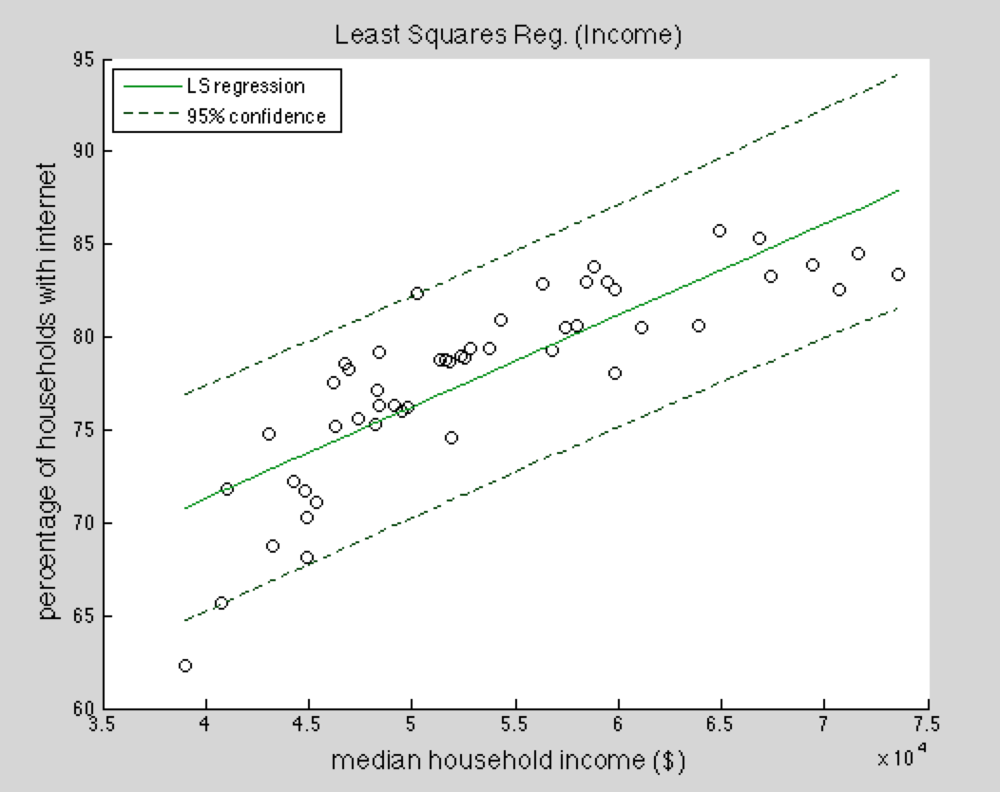 Least Squares Reg. (Income)
LS regression
95% confidence
percentage of households with internet
95
90
85
80
75
70
65
60
3.5 4 4.5 5 5.5 6 6.5 7 7.5
x 10^4
median household income ($)